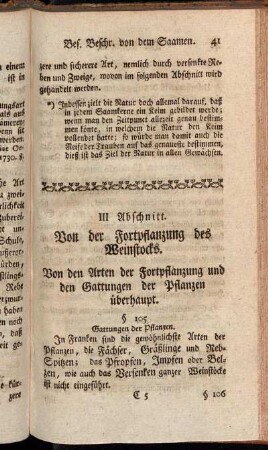 Bes. Beschr. von dem Saamen. 41
zere und sicherere Art, nemlich durch versenkte Re-
ben und Zweige, wovon im folgenden Abschnitt wird
gehandelt werden.
*) Indessen zielt die Natur doch allemal darauf, daß
in jedem Saamkerne ein Keim gebildet werde;
wenn man den Zeitpunct allezeit genau bestim-
men könte, in welchem die Natur den Kern
vollendet hätte: so würde man damit auch die
Reife der Trauben auf das genaueste bestimmen,
dieß ist das Ziel der Natur in allen Gewächsen.
III Abschnitt.
Von der Fortpflanzung des
Weinstocks.
Von den Arten der Fortpflanzung und
den Gattungen der Pflanzen
überhaupt.
§ 105
Gattungen der Pflanzen.
In Franken sind die gewöhnlichste Arten der
Pflanzen, die Fächser, Gräßlinge und Reb-
Spitzen; das Pfropfen, Impfen oder Bel-
zen, wie auch das Versenken ganzer Weinstöcke
ist nicht eingeführt.
C 5 § 106